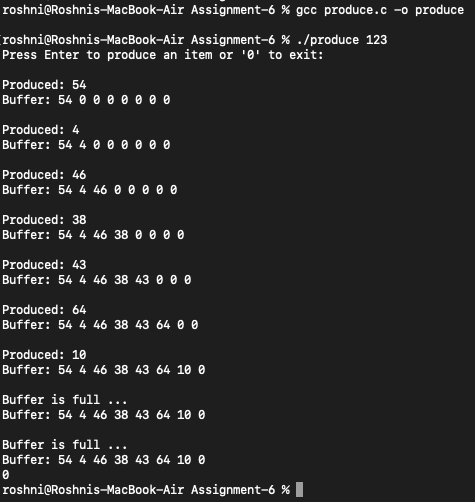 roshni@Roshnis-MacBook-Air Assignment-6 % gcc produce.c -o produce
[roshni@Roshnis-MacBook-Air Assignment-6 % ./produce 123
Press Enter to produce an item or '0' to exit:
Produced: 54
Buffer: 54 0 0 0 0 0 0 0
Produced: 4
Buffer: 54 4 0 0 0 0 0 0
Produced: 46
Buffer: 54 4 46 0 0 0 0 0
Produced: 38
Buffer: 54 4 46 38 0 0 0 0
Produced: 43
Buffer: 54 4 46 38 43 0 0 0
Produced: 64
Buffer: 54 4 46 38 43 64 0 0
Produced: 10
Buffer: 54 4 46 38 43 64 10 0
Buffer is full ...
Buffer: 54 4 46 38 43 64 10 0
Buffer is full ...
Buffer: 54 4 46 38 43 64 10 0
0
roshni@Roshnis-MacBook-Air Assignment-6 %